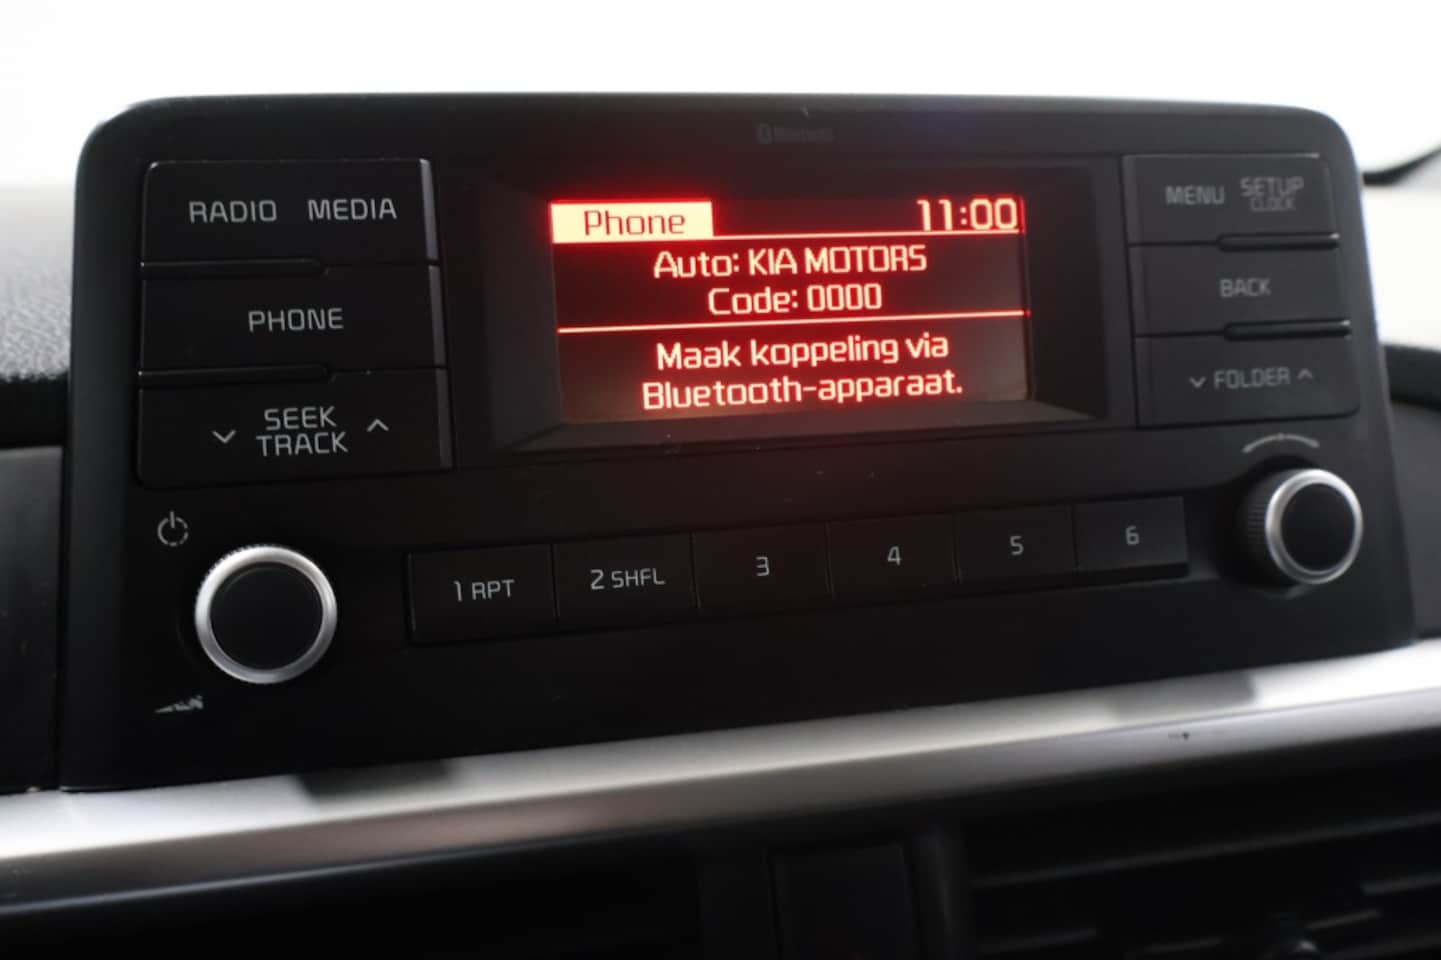 Bluetooth
RADIO MEDIA
PHONE
SEEK
TRACK
Phone 11:00
Auto: KIA MOTORS
Code: 0000
Maak koppeling via
Bluetooth-apparaat.
MENU SETUP
CLOCK
BACK
FOLDER
1 RPT 2 SHFL 3 4 5 6